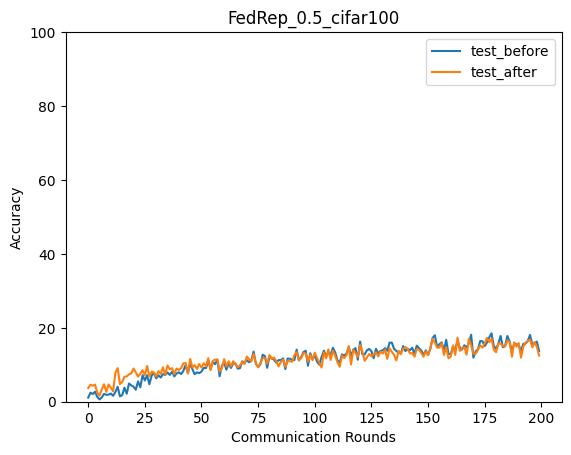 FedRep_0.5_cifar100
100
80
60
40
20
0
Accuracy
test_before
test_after
0 25 50 75 100 125 150 175 200
Communication Rounds